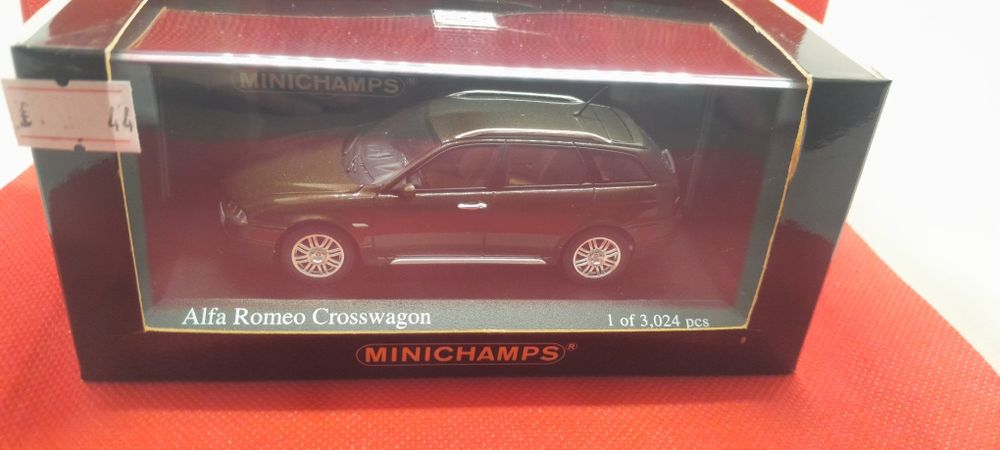 MINICHAMPS®
£ 44
Alfa Romeo Crosswagon
1 of 3,024 pcs
MINICHAMPS®